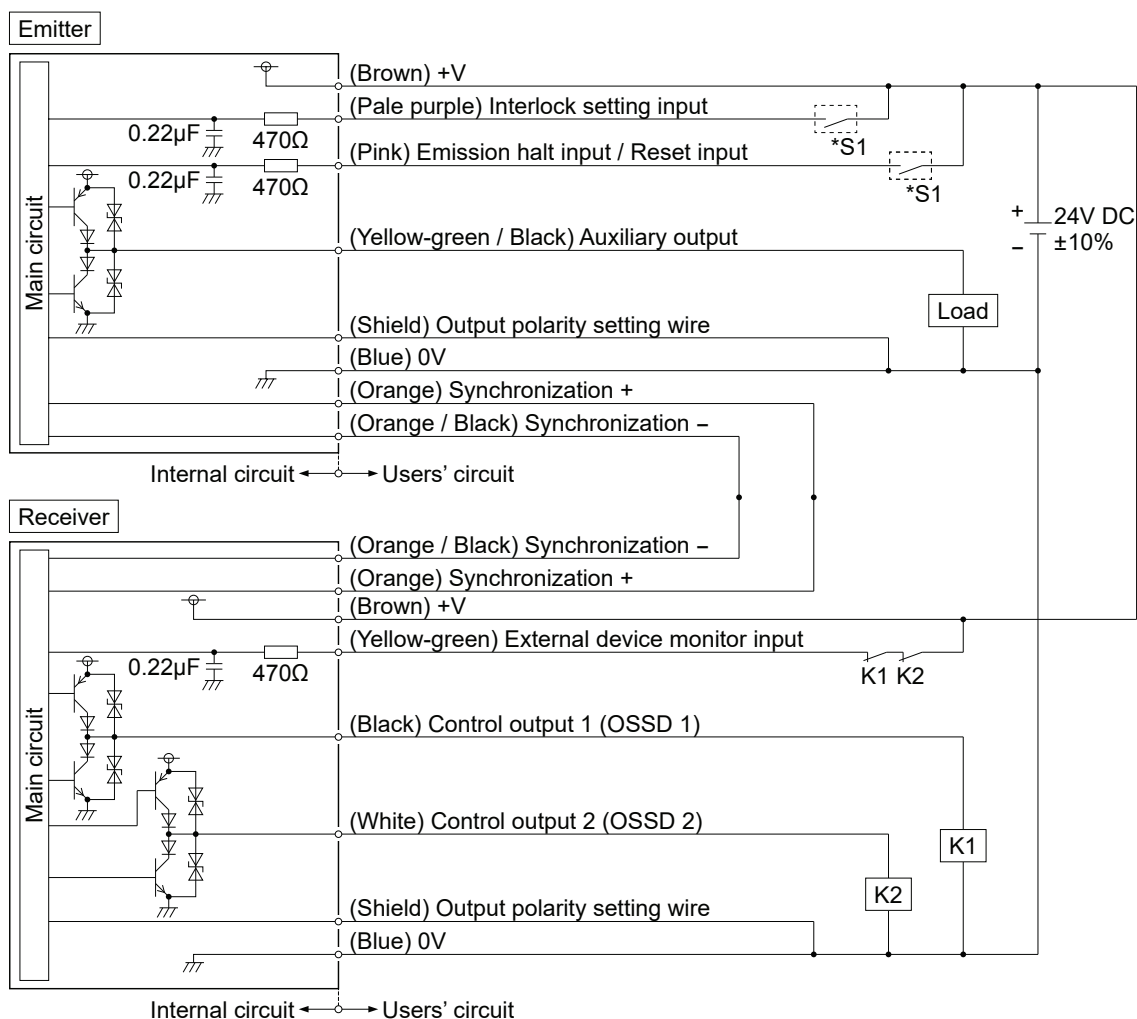 Emitter
(Brown) +V
(Pale purple) Interlock setting input
0.22μF
470Ω
*S1
(Pink) Emission halt input / Reset input
0.22μF
470Ω
*S1
Main circuit
+
24V DC
−
±10%
(Yellow-green / Black) Auxiliary output
Load
(Shield) Output polarity setting wire
(Blue) 0V
(Orange) Synchronization +
(Orange / Black) Synchronization −
Internal circuit
Users' circuit
Receiver
(Orange / Black) Synchronization −
(Orange) Synchronization +
(Brown) +V
(Yellow-green) External device monitor input
0.22μF
470Ω
K1 K2
Main circuit
(Black) Control output 1 (OSSD 1)
(White) Control output 2 (OSSD 2)
K1
K2
(Shield) Output polarity setting wire
(Blue) 0V
Internal circuit
Users' circuit